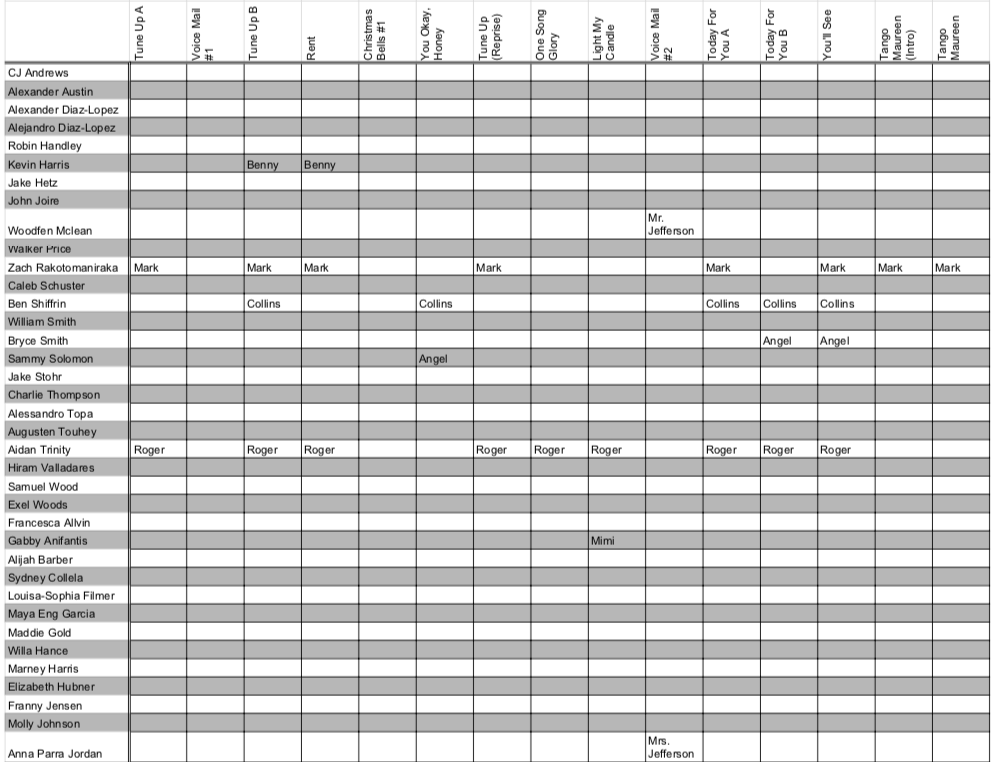 Tune Up A
Voice Mail
#1
Tune Up B
Rent
Christmas
Bells #1
You Okay,
Honey
Tune Up
(Reprise)
One Song
Glory
Light My
Candle
Voice Mail
#2
Today For
You A
Today For
You B
You'll See
Tango
Maureen
(Intro)
Tango
Maureen
CJ Andrews
Alexander Austin
Alexander Diaz-Lopez
Alejandro Diaz-Lopez
Robin Handley
Kevin Harris Benny Benny
Jake Hetz
John Joire
Mr.
Woodfen Mclean Jefferson
Walker Price
Zach Rakotomaniraka Mark Mark Mark Mark Mark Mark Mark Mark
Caleb Schuster
Ben Shiffrin Collins Collins Collins Collins Collins
William Smith
Bryce Smith Angel Angel
Sammy Solomon Angel
Jake Stohr
Charlie Thompson
Alessandro Topa
Augusten Touhey
Aidan Trinity Roger Roger Roger Roger Roger Roger Roger Roger Roger
Hiram Valladares
Samuel Wood
Exel Woods
Francesca Allvin
Gabby Anifantis Mimi
Alijah Barber
Sydney Collela
Louisa-Sophia Filmer
Maya Eng Garcia
Maddie Gold
Willa Hance
Marney Harris
Elizabeth Hubner
Franny Jensen
Molly Johnson
Mrs.
Anna Parra Jordan Jefferson